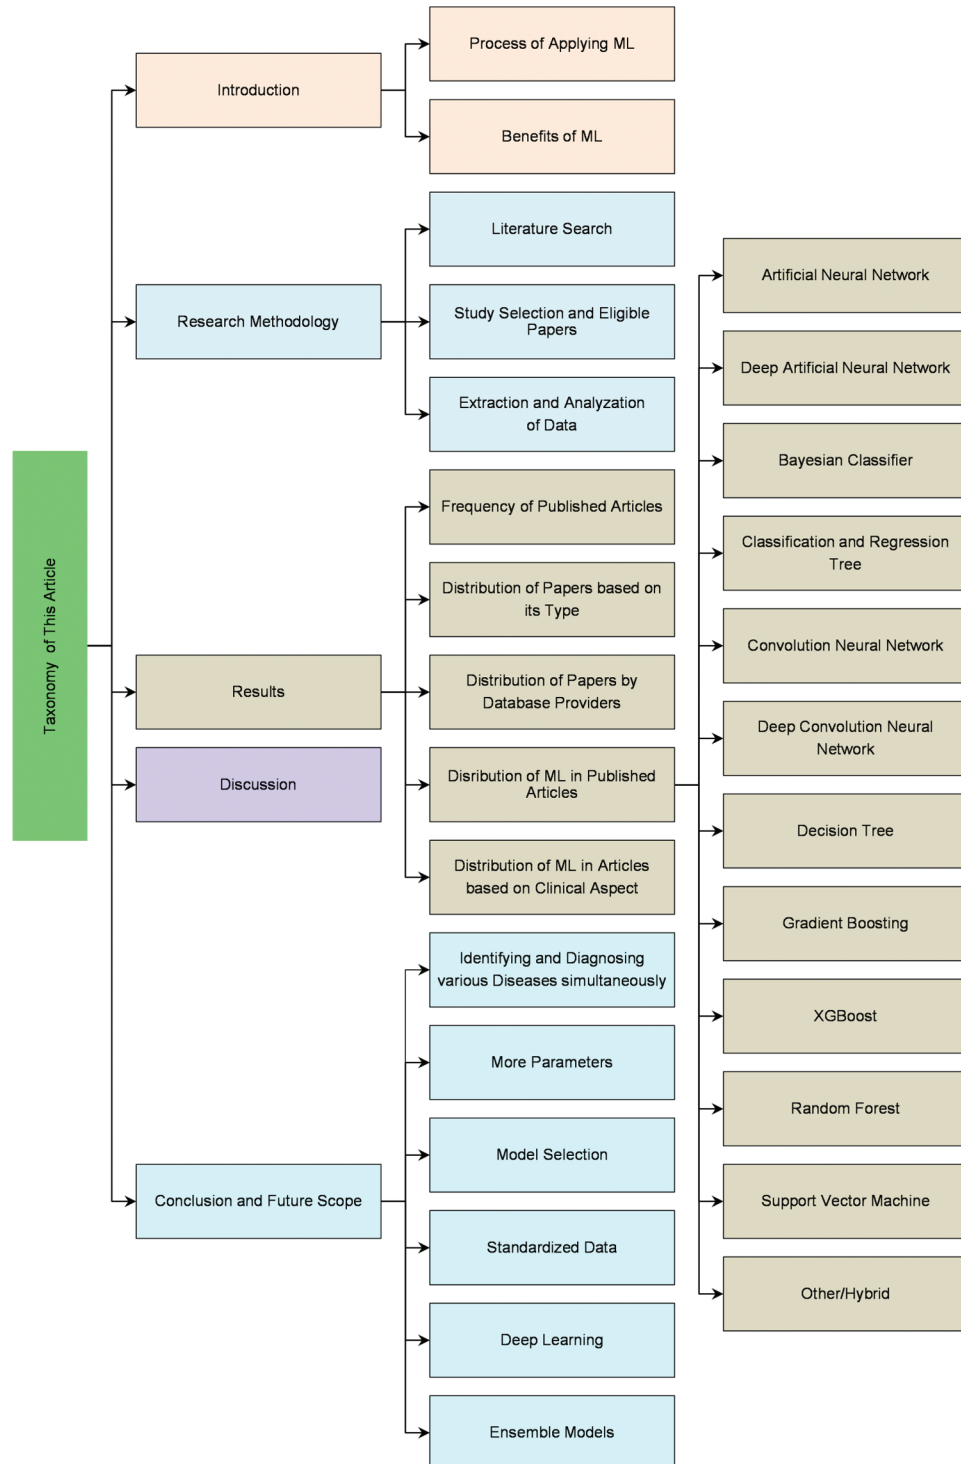 Taxonomy of This Article
Introduction
Process of Applying ML
Benefits of ML
Research Methodology
Literature Search
Study Selection and Eligible
Papers
Extraction and Analyzation
of Data
Results
Frequency of Published Articles
Distribution of Papers based on
its Type
Distribution of Papers by
Database Providers
Disribution of ML in Published
Articles
Artificial Neural Network
Deep Artificial Neural Network
Bayesian Classifier
Classification and Regression
Tree
Convolution Neural Network
Deep Convolution Neural
Network
Decision Tree
Gradient Boosting
XGBoost
Random Forest
Support Vector Machine
Other/Hybrid
Distribution of ML in Articles
based on Clinical Aspect
Discussion
Conclusion and Future Scope
Identifying and Diagnosing
various Diseases simultaneously
More Parameters
Model Selection
Standardized Data
Deep Learning
Ensemble Models